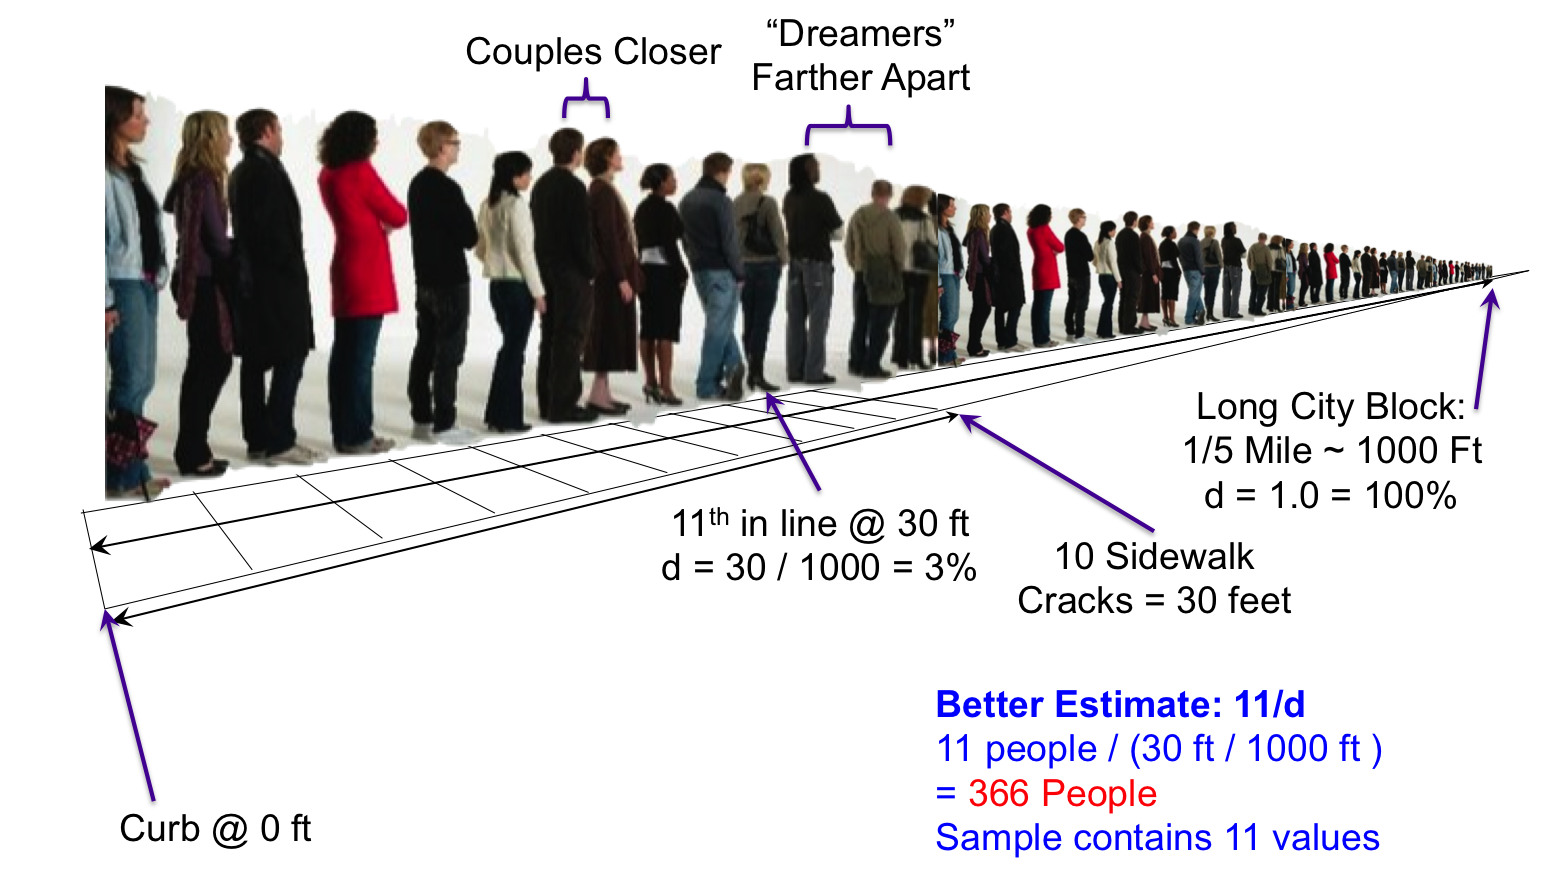 Couples Closer
“Dreamers”
Farther Apart
Long City Block:
1/5 Mile ~ 1000 Ft
d = 1.0 = 100%
11th in line @ 30 ft
d = 30 / 1000 = 3%
10 Sidewalk
Cracks = 30 feet
Better Estimate: 11/d
11 people / (30 ft / 1000 ft )
= 366 People
Sample contains 11 values
Curb @ 0 ft